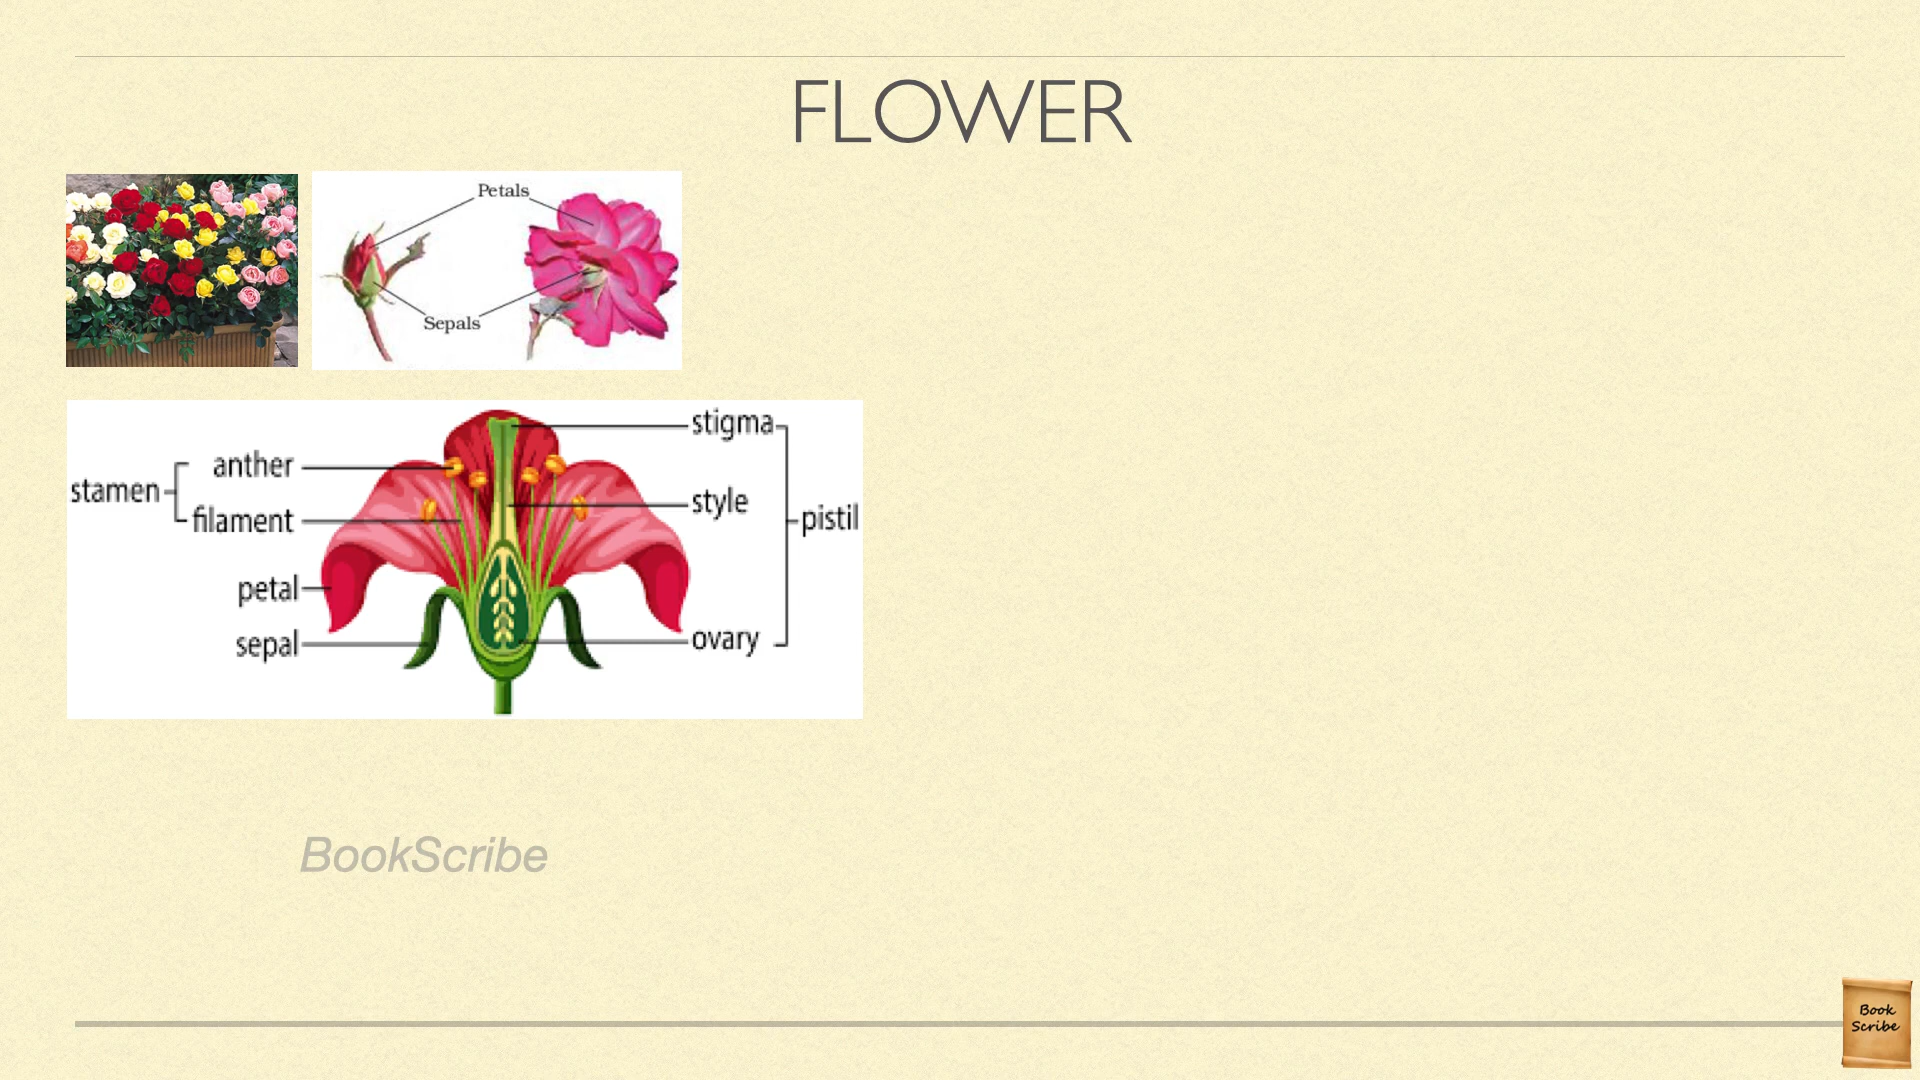 FLOWER
Petals
Sepals
stigma
anther
stamen
style
filament
pistil
petal
sepal
ovary
BookScribe
Book
Scribe